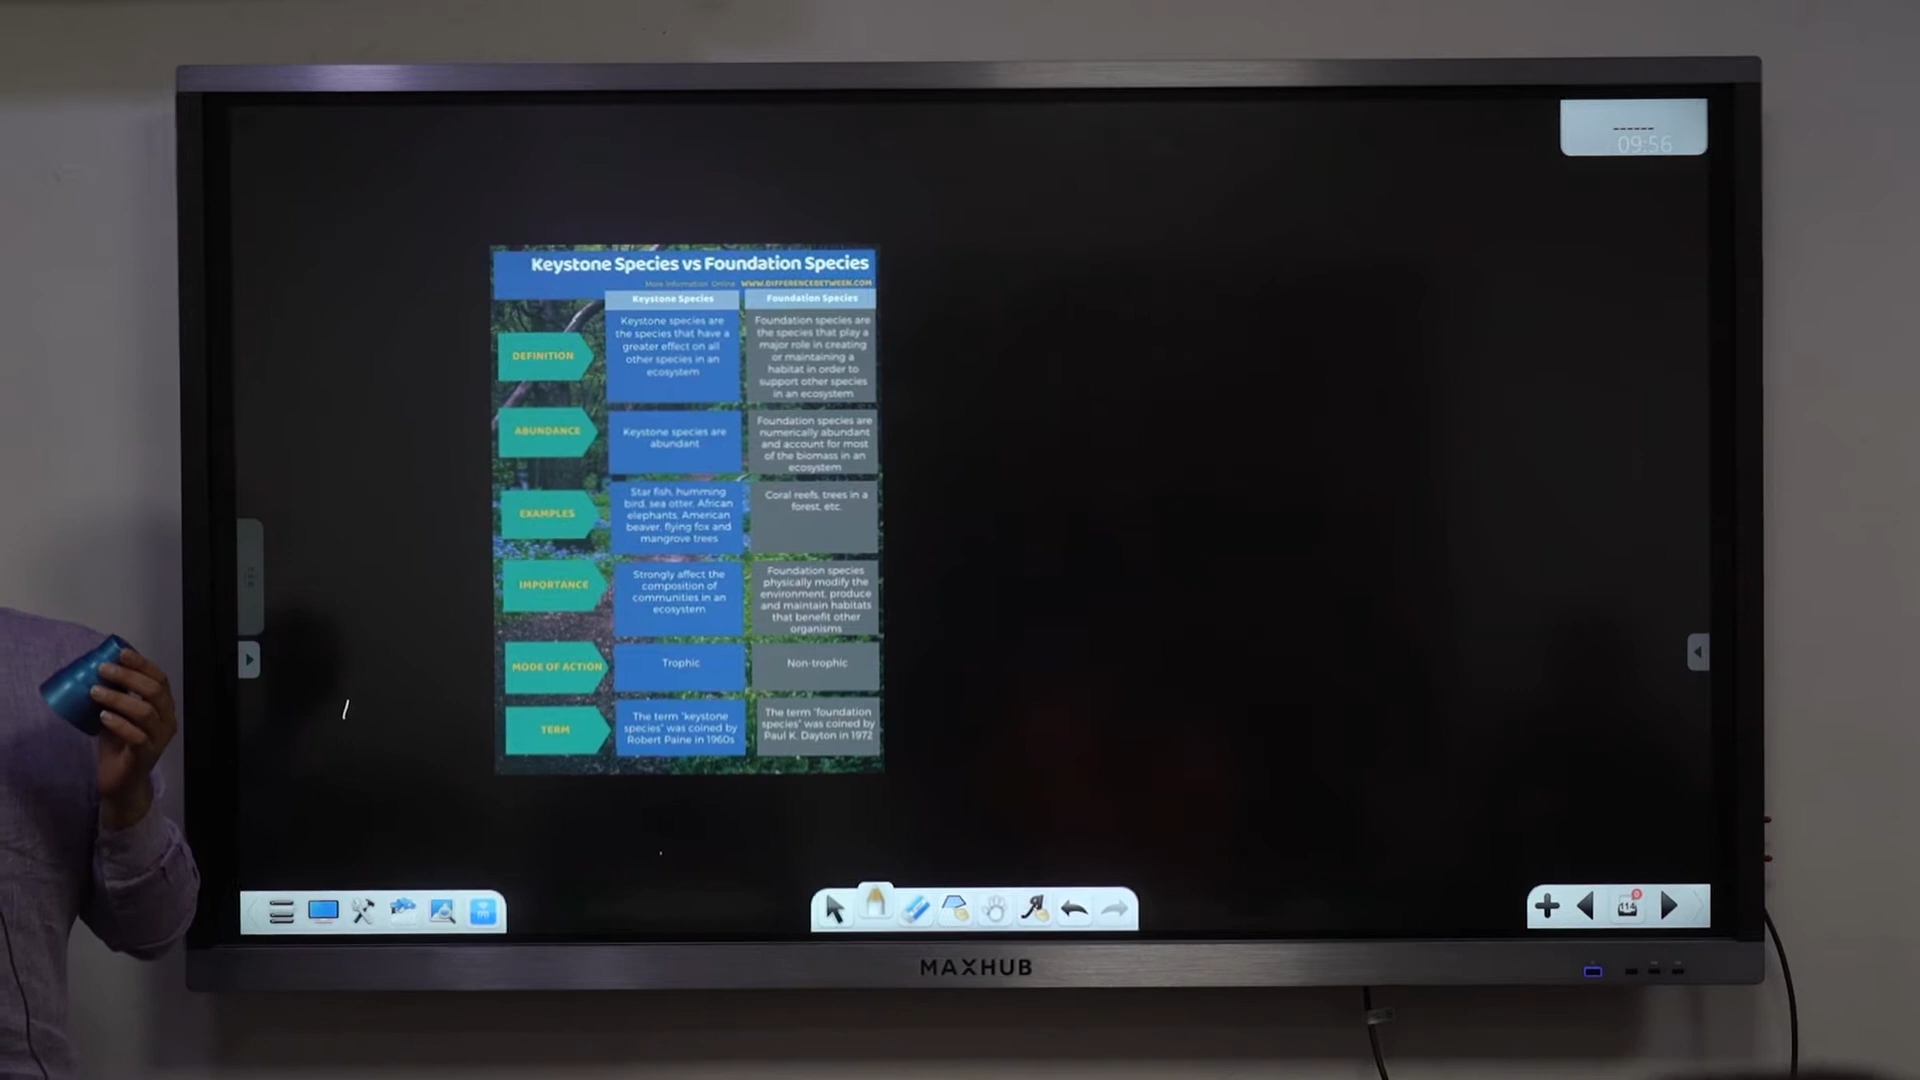 09:56
Keystone Species vs Foundation Species
More Information Online WWW.DIFFERENCEBETWEEN.COM
Keystone Species
Foundation Species
DEFINITION
Keystone species are
the species that have a
greater effect on all
other species in an
ecosystem
Foundation species are
the species that play a
major role in creating
or maintaining a
habitat in order to
support other species
in an ecosystem
ABUNDANCE
Keystone species are
abundant
Foundation species are
numerically abundant
and account for most
of the biomass in an
ecosystem
EXAMPLES
Star fish, humming
bird, sea otter, African
elephants, American
beaver, flying fox and
mangrove trees
Coral reefs, trees in a
forest, etc.
IMPORTANCE
Strongly affect the
composition of
communities in an
ecosystem
Foundation species
physically modify the
environment, produce
and maintain habitats
that benefit other
organisms
MODE OF ACTION
Trophic
Non-trophic
TERM
The term "keystone
species" was coined by
Robert Paine in 1960s
The term "foundation
species" was coined by
Paul K. Dayton in 1972
114
MAXHUB